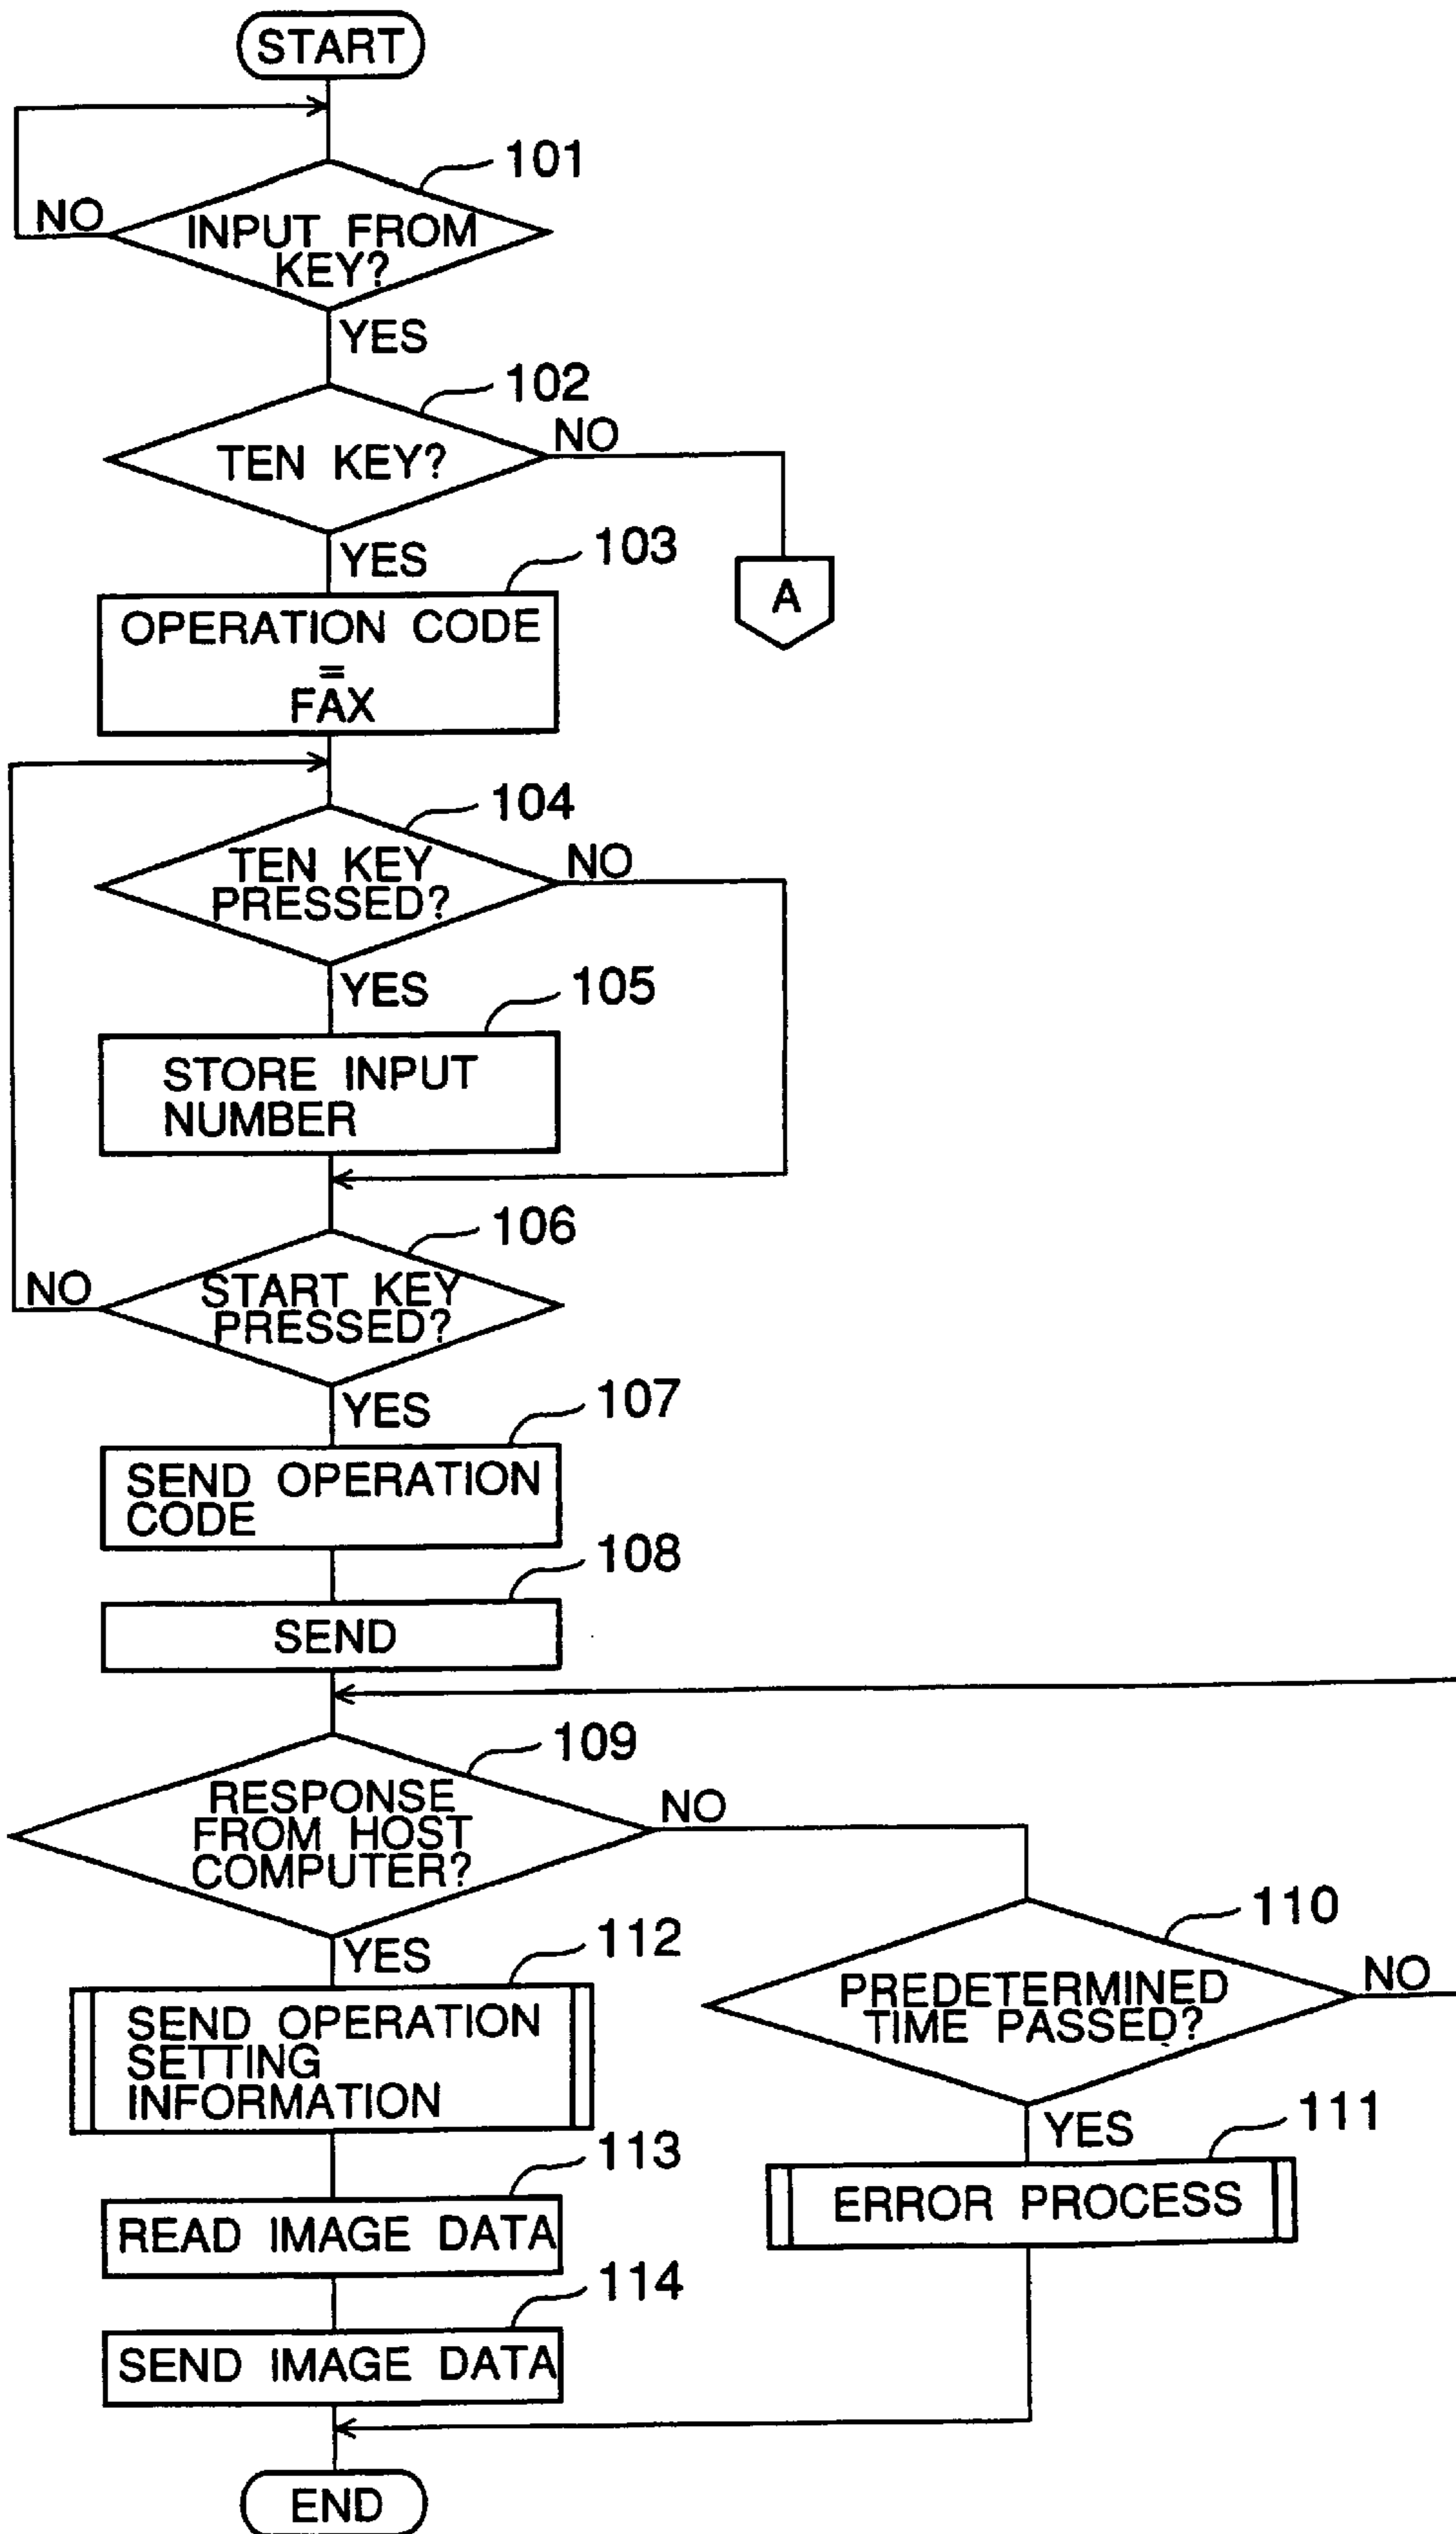 START
101
NO
INPUT FROM
KEY?
YES
102
TEN KEY?
NO
YES
103
A
OPERATION CODE
=
FAX
104
TEN KEY
PRESSED?
NO
YES
105
STORE INPUT
NUMBER
106
NO
START KEY
PRESSED?
YES
107
SEND OPERATION
CODE
108
SEND
109
RESPONSE
FROM HOST
COMPUTER?
NO
110
PREDETERMINED
TIME PASSED?
NO
YES
112
SEND OPERATION
SETTING
INFORMATION
YES
111
ERROR PROCESS
113
READ IMAGE DATA
114
SEND IMAGE DATA
END